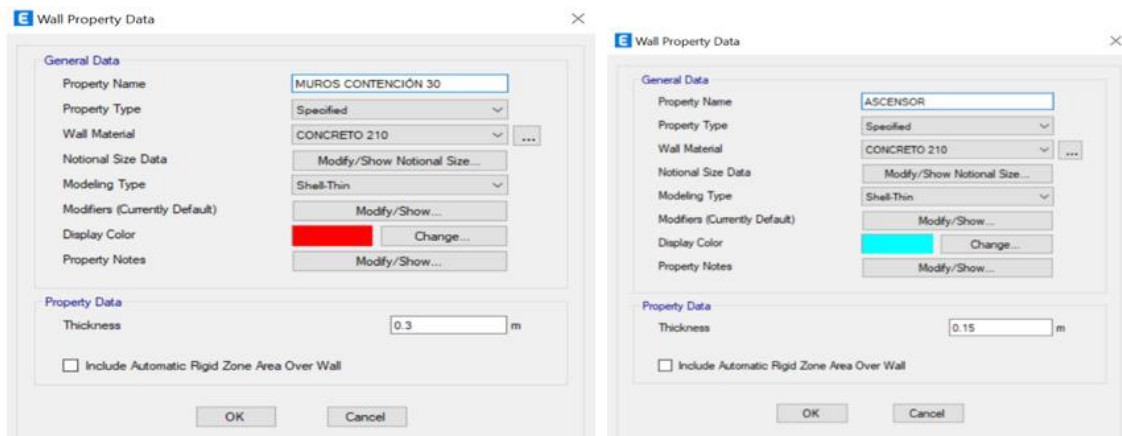 E Wall Property Data
General Data
Property Name MUROS CONTENCIÓN 30
Property Type Specified
Wall Material CONCRETO 210 ...
Notional Size Data Modify/Show Notional Size...
Modeling Type Shell-Thin
Modifiers (Currently Default) Modify/Show...
Display Color Change...
Property Notes Modify/Show...
Property Data
Thickness 0.3 m
Include Automatic Rigid Zone Area Over Wall
OK Cancel
E Wall Property Data
General Data
Property Name ASCENSOR
Property Type Specified
Wall Material CONCRETO 210 ...
Notional Size Data Modify/Show Notional Size...
Modeling Type Shell-Thin
Modifiers (Currently Default) Modify/Show...
Display Color Change...
Property Notes Modify/Show...
Property Data
Thickness 0.15 m
Include Automatic Rigid Zone Area Over Wall
OK Cancel